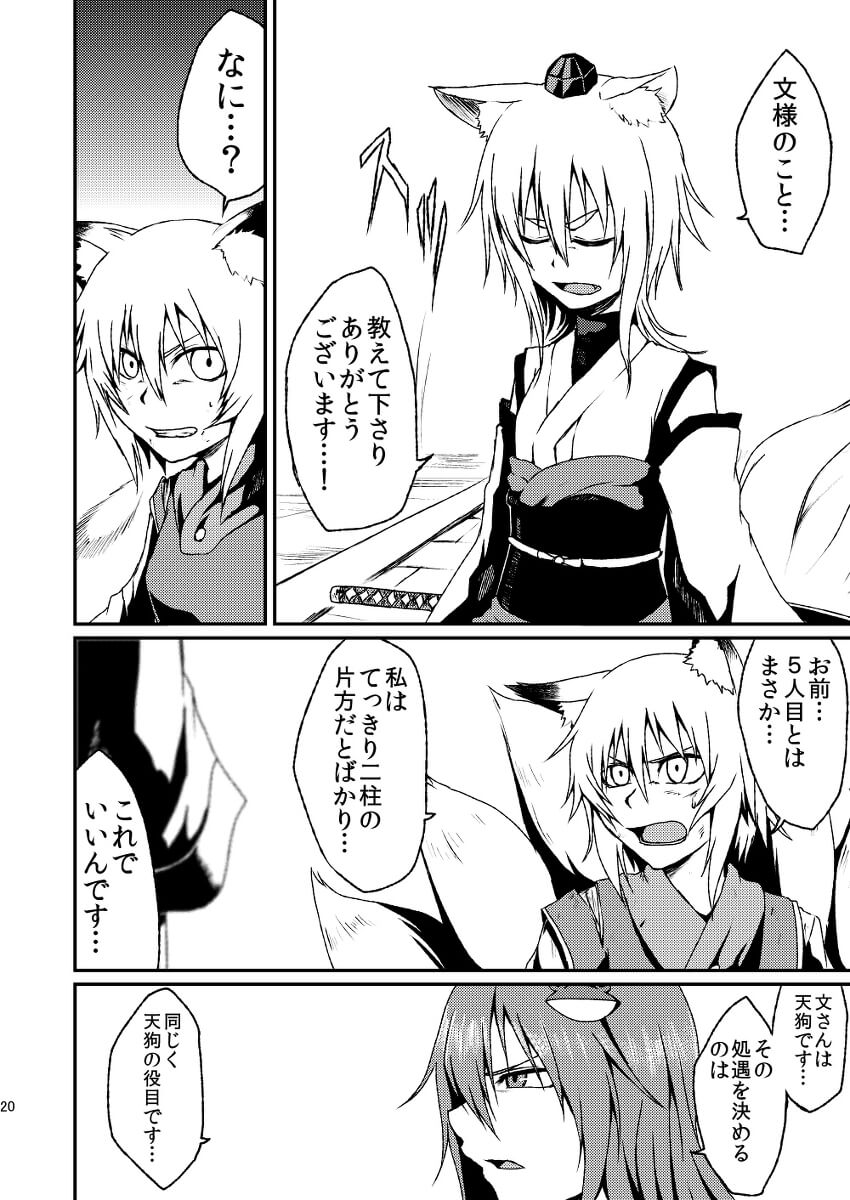 文様のこと…
教えて下さり
ありがとう
ございます…!
なに…?
お前…
5人目とは
まさか…
私は
てっきり二柱の
片方だとばかり…
これで
いいんです…
文さんは
天狗です…
その
処遇を決める
のは
同じく
天狗の役目です…
20